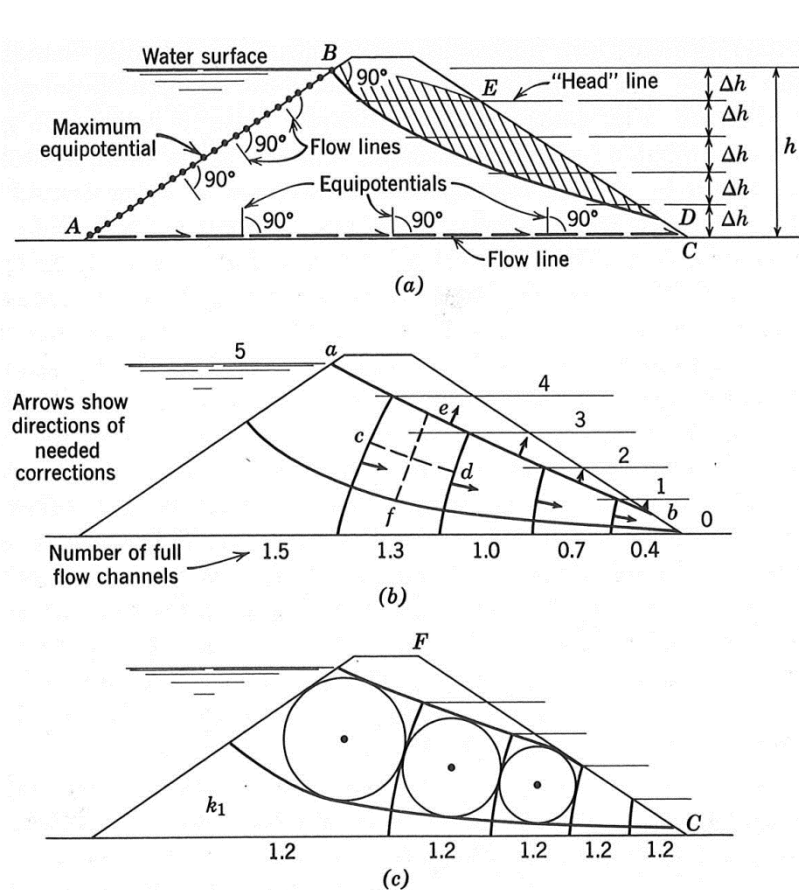 Water surface
B
90°
E
"Head" line
Δh
Δh
Maximum
equipotential
90°
Flow lines
Δh
h
90°
Equipotentials
Δh
A
90°
90°
90°
D
Δh
C
Flow line
(a)
5
a
4
Arrows show
directions of
needed
corrections
e
3
c
d
2
f
1
b
0
Number of full
flow channels
1.5
1.3
1.0
0.7
0.4
(b)
F
k1
C
1.2
1.2
1.2
1.2
1.2
(c)